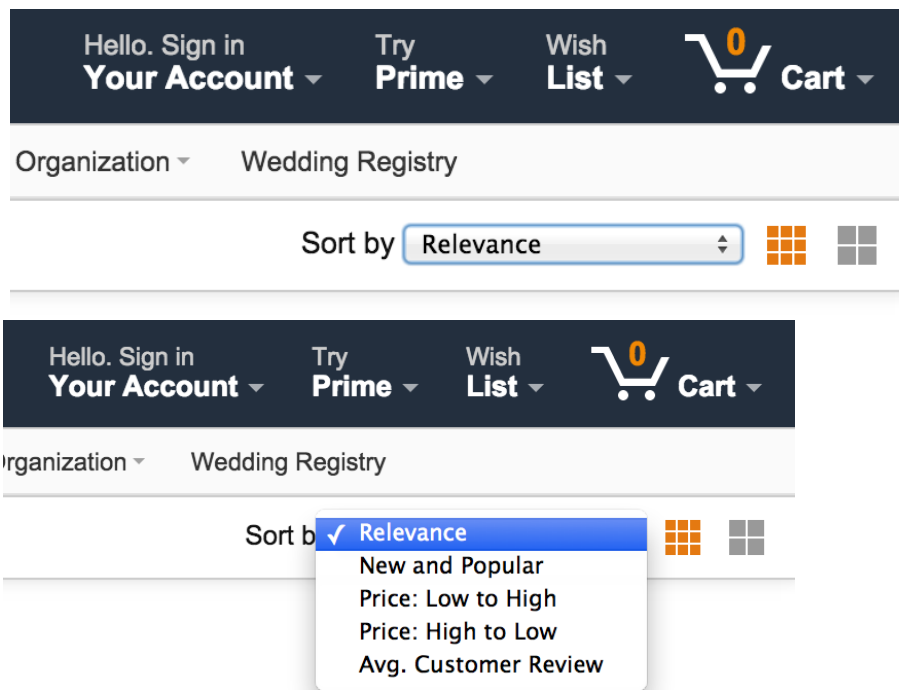 Hello. Sign in Try Wish 0
Your Account Prime List Cart
Organization Wedding Registry
Sort by Relevance
Hello. Sign in Try Wish 0
Your Account Prime List Cart
rganization Wedding Registry
Sort b ✓ Relevance
New and Popular
Price: Low to High
Price: High to Low
Avg. Customer Review